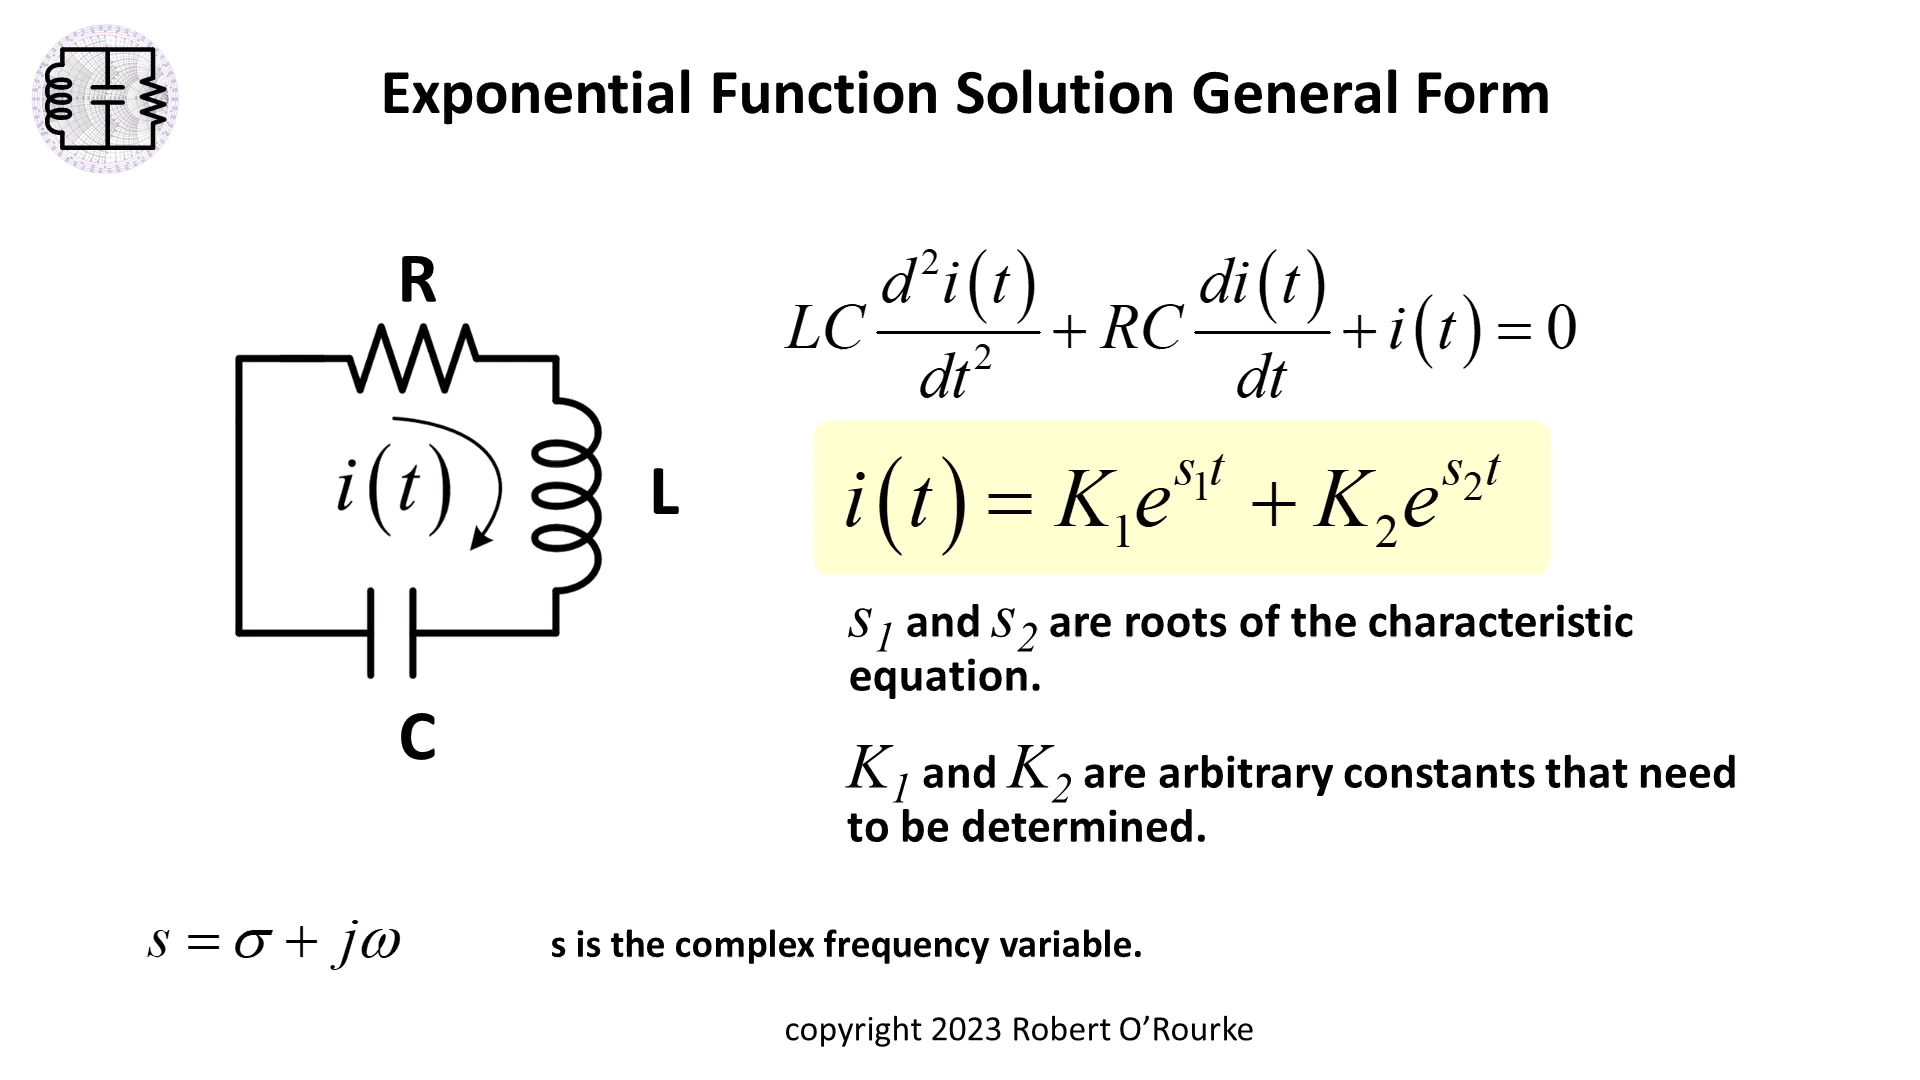 Exponential Function Solution General Form
R
LC d²i(t)/dt² + RC di(t)/dt + i(t) = 0
i(t)
L
i(t) = K₁e^(s₁t) + K₂e^(s₂t)
s₁ and s₂ are roots of the characteristic
equation.
C
K₁ and K₂ are arbitrary constants that need
to be determined.
s = σ + jω
s is the complex frequency variable.
copyright 2023 Robert O’Rourke